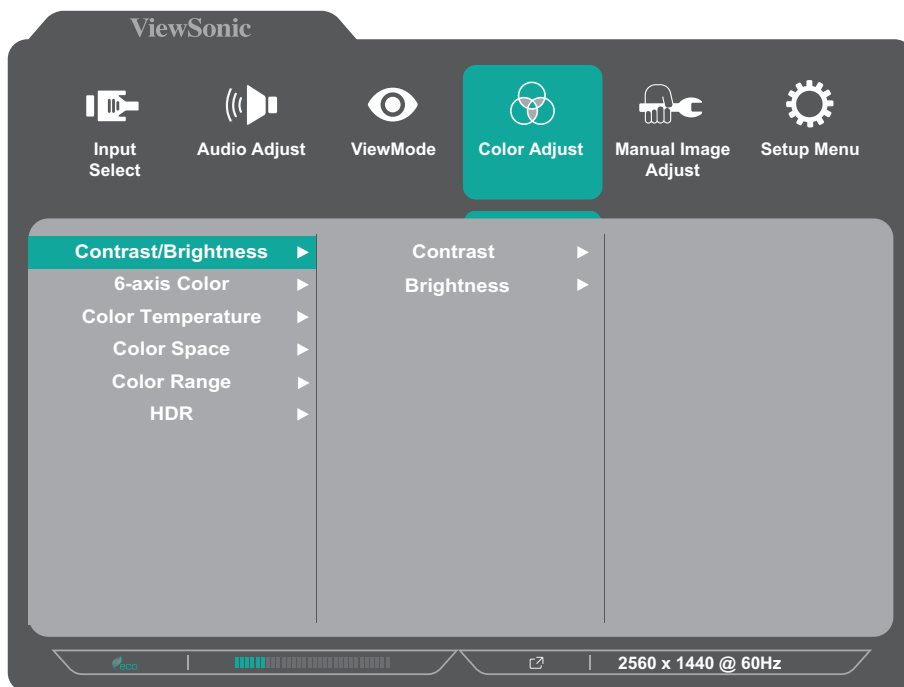 ViewSonic
Input
Select
Audio Adjust
ViewMode
Color Adjust
Manual Image
Adjust
Setup Menu
Contrast/Brightness
6-axis Color
Color Temperature
Color Space
Color Range
HDR
Contrast
Brightness
eco
2560 x 1440 @ 60Hz